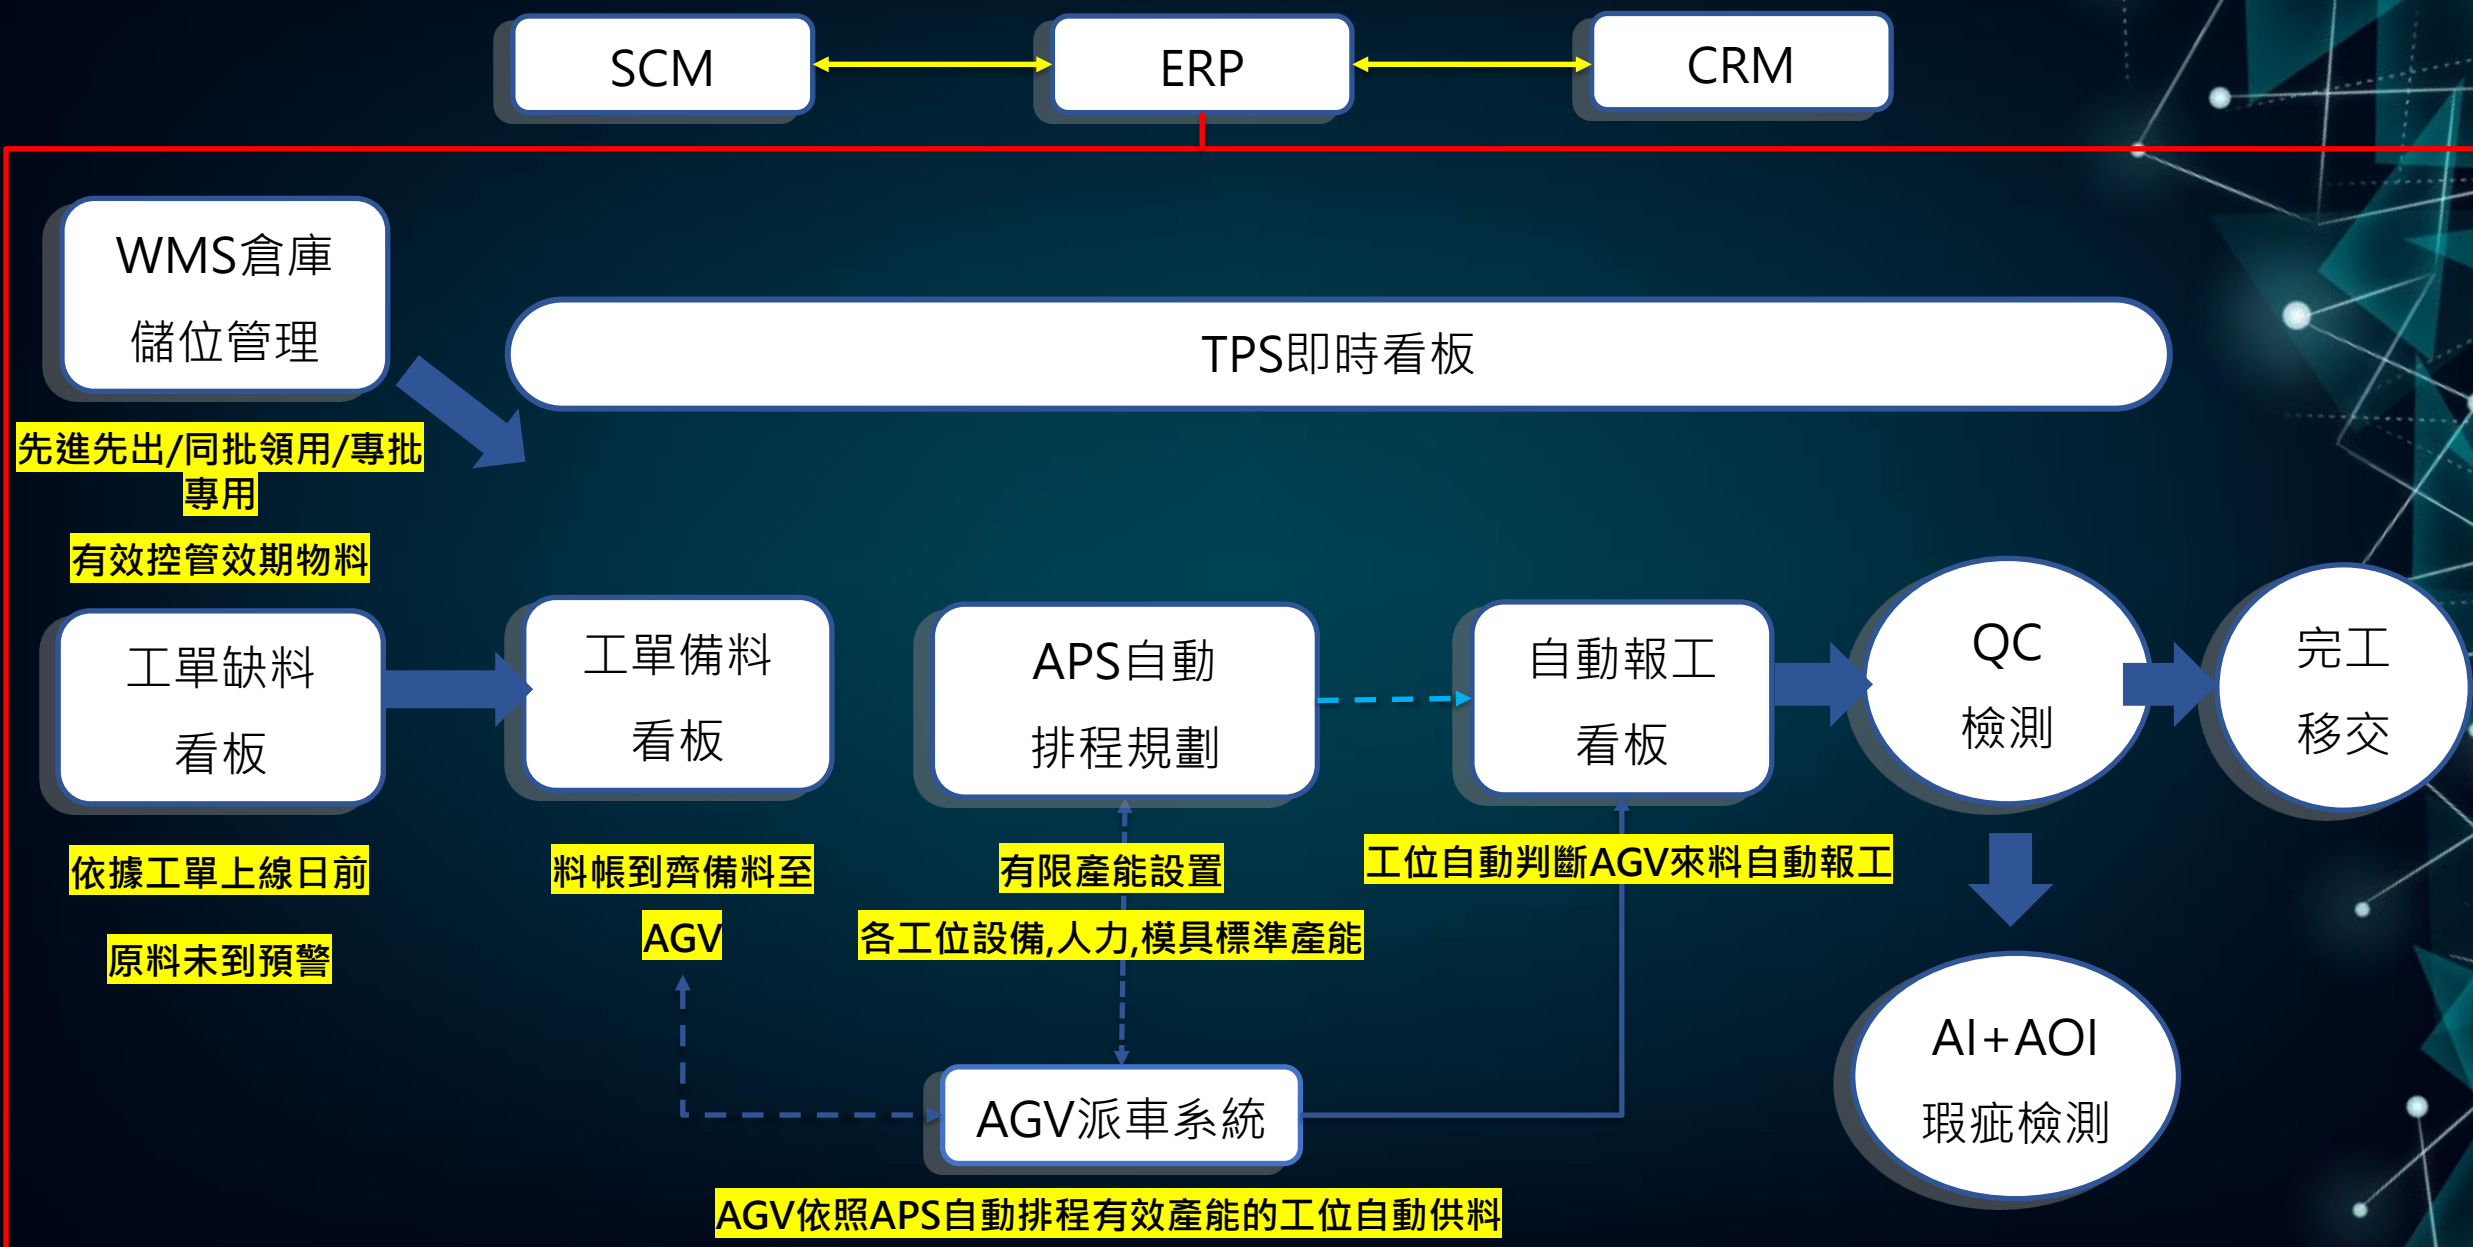 SCM
ERP
CRM
WMS倉庫
儲位管理
TPS即時看板
先進先出/同批領用/專批
專用
有效控管效期物料
工單缺料
看板
工單備料
看板
APS自動
排程規劃
自動報工
看板
QC
檢測
完工
移交
依據工單上線日前
原料未到預警
料帳到齊備料至
AGV
有限產能設置
各工位設備,人力,模具標準產能
工位自動判斷AGV來料自動報工
AI+AOI
瑕疵檢測
AGV派車系統
AGV依照APS自動排程有效產能的工位自動供料